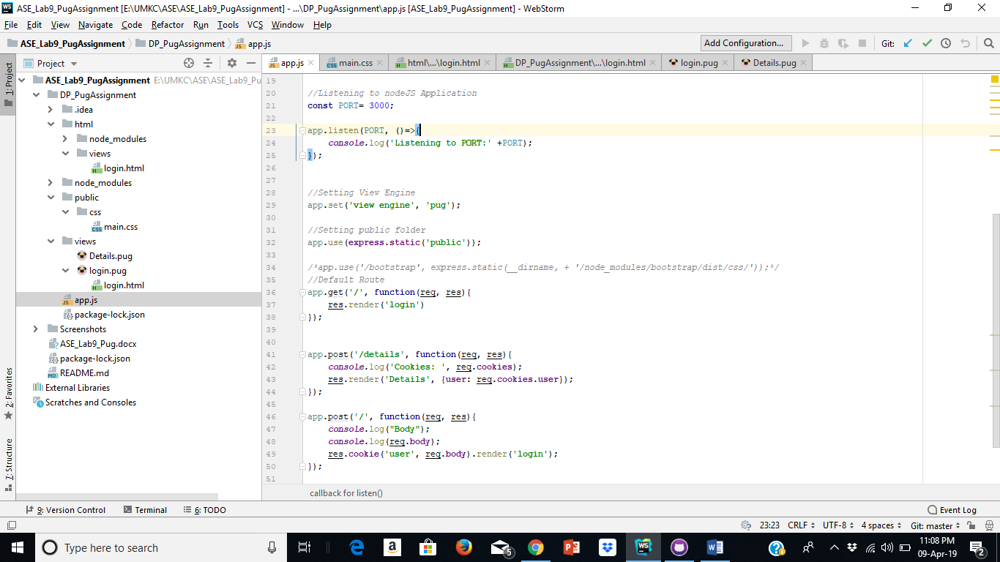 ASE_Lab9_PugAssignment [E:\UMKC\ASE\ASE_Lab9_PugAssignment] - ...\DP_PugAssignment\app.js [ASE_Lab9_PugAssignment] - WebStorm
File Edit View Navigate Code Refactor Run Tools VCS Window Help
ASE_Lab9_PugAssignment DP_PugAssignment app.js Add Configuration... Git:
Project app.js main.css html\...\login.html DP_PugAssignment\...\login.html login.pug Details.pug
1: Project
2: Favorites
7: Structure
ASE_Lab9_PugAssignment E:\UMKC\ASE\ASE_Lab9_Pu
DP_PugAssignment
.idea
html
node_modules
views
login.html
node_modules
public
css
main.css
views
Details.pug
login.pug
login.html
app.js
package-lock.json
Screenshots
ASE_Lab9_Pug.docx
package-lock.json
README.md
External Libraries
Scratches and Consoles
19
20 //Listening to nodeJS Application
21 const PORT= 3000;
22
23 app.listen(PORT, ()=>{
24 console.log('Listening to PORT:' +PORT);
25 });
26
27
28 //Setting View Engine
29 app.set('view engine', 'pug');
30
31 //Setting public folder
32 app.use(express.static('public'));
33
34 /*app.use('/bootstrap', express.static(__dirname, + '/node_modules/bootstrap/dist/css/'));*/
35 //Default Route
36 app.get('/', function(req, res){
37 res.render('login')
38 });
39
40
41 app.post('/details', function(req, res){
42 console.log('Cookies: ', req.cookies);
43 res.render('Details', {user: req.cookies.user});
44 });
45
46 app.post('/', function(req, res){
47 console.log("Body");
48 console.log(req.body);
49 res.cookie('user', req.body).render('login');
50 });
51
callback for listen()
9: Version Control Terminal 6: TODO Event Log
23:23 CRLF UTF-8 4 spaces Git: master
Type here to search
5
11:08 PM
09-Apr-19
2